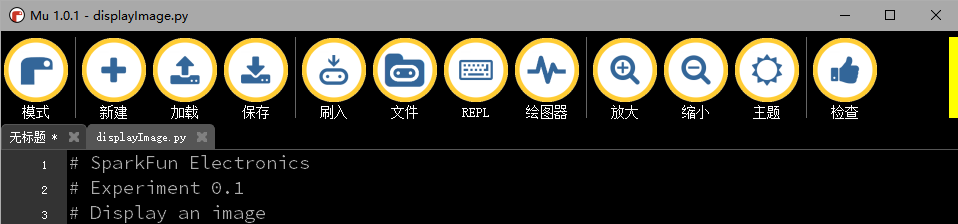 Mu 1.0.1 - displayImage.py
模式 新建 加载 保存 刷入 文件 REPL 绘图器 放大 缩小 主题 检查
无标题 * displayImage.py
1 # SparkFun Electronics
2 # Experiment 0.1
3 # Display an image